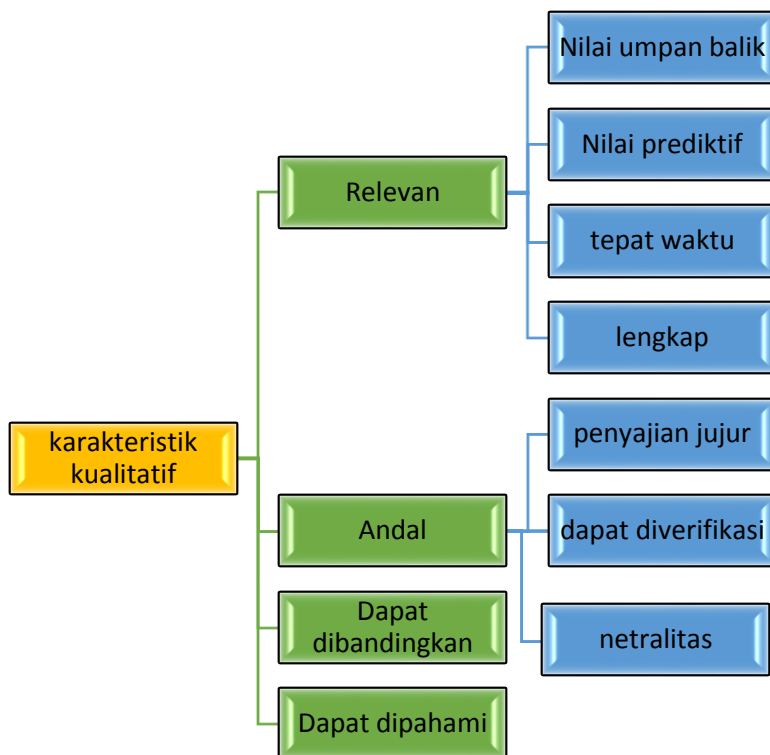 karakteristik
kualitatif
Relevan
Nilai umpan balik
Nilai prediktif
tepat waktu
lengkap
Andal
penyajian jujur
dapat diverifikasi
netralitas
Dapat
dibandingkan
Dapat dipahami